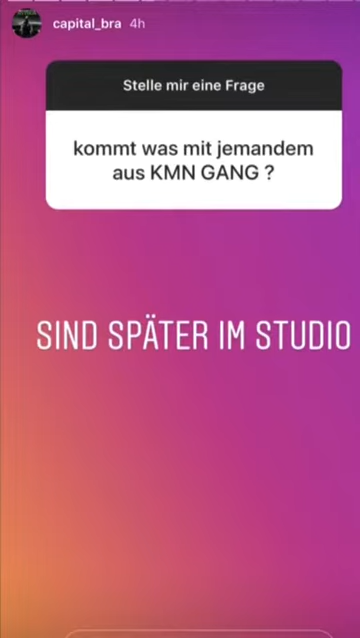 capital_bra 4h
Stelle mir eine Frage
kommt was mit jemandem
aus KMN GANG ?
SIND SPÄTER IM STUDIO